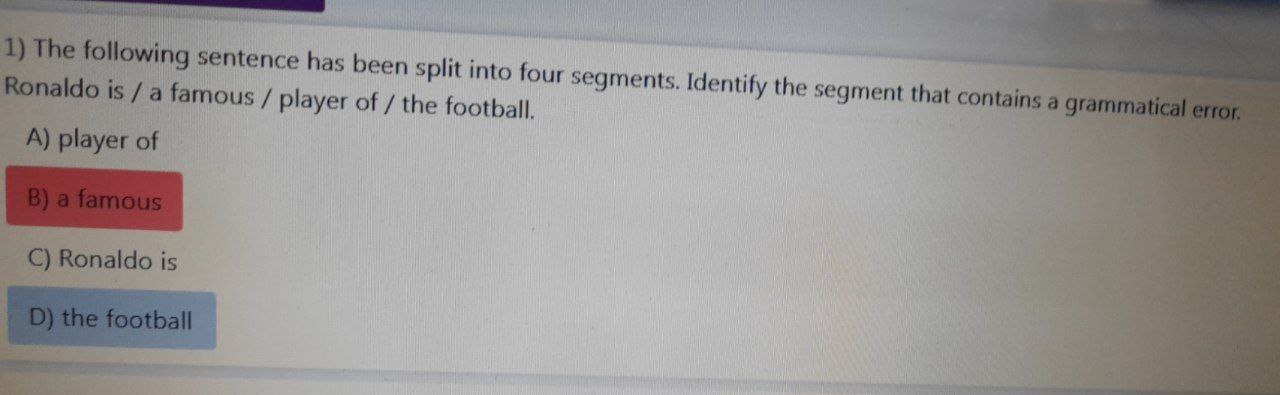 1) The following sentence has been split into four segments. Identify the segment that contains a grammatical error.
Ronaldo is / a famous / player of / the football.
A) player of
B) a famous
C) Ronaldo is
D) the football